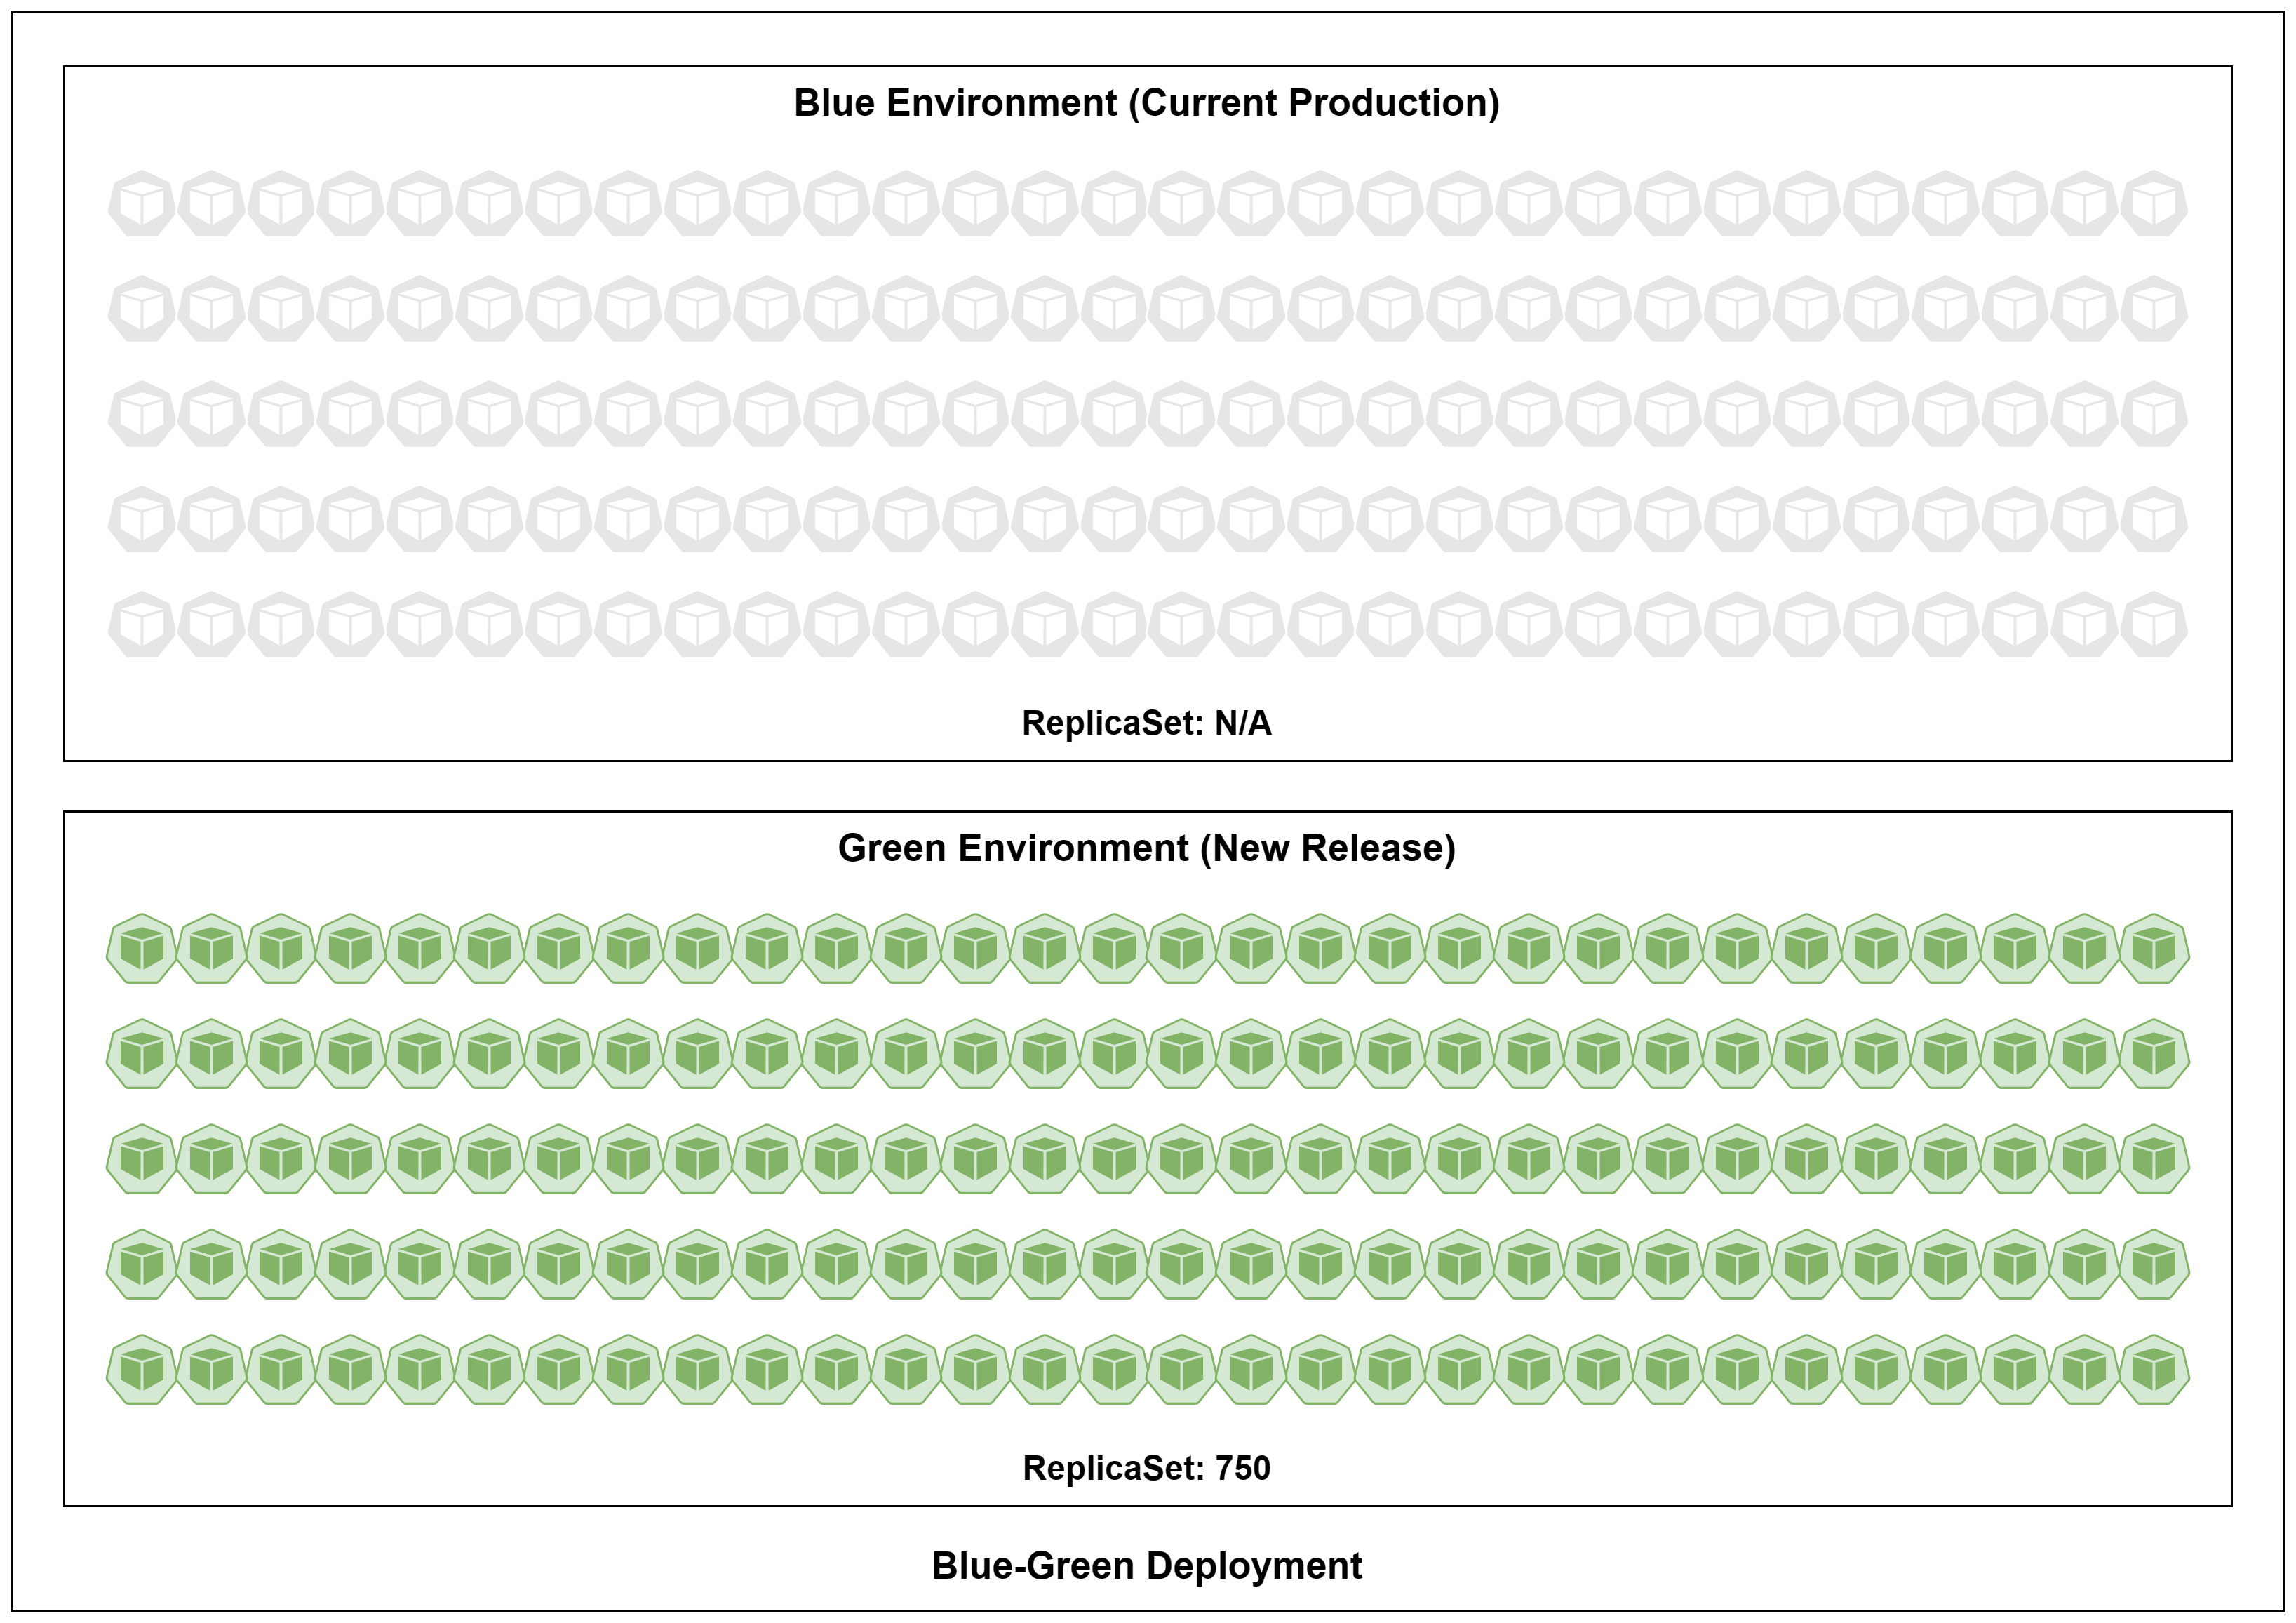 Blue Environment (Current Production)
ReplicaSet: N/A
Green Environment (New Release)
ReplicaSet: 750
Blue-Green Deployment